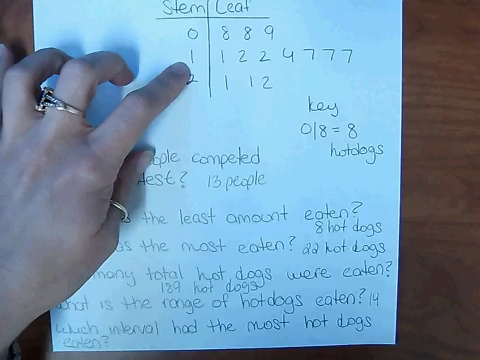 Stem Leaf
0 8 8 9
1 1 2 2 4 7 7 7
2 1 1 2
key
0|8 = 8
hotdogs
competed
13 people
the least amount eaten?
8 hot dogs
the most eaten? 22 hot dogs
many total hot dogs were eaten?
189 hot dogs
what is the range of hotdogs eaten? 14
which interval had the most hot dogs
eaten?